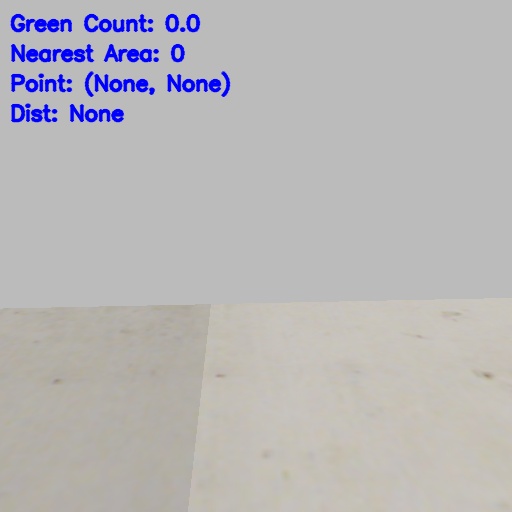 Green Count: 0.0
Nearest Area: 0
Point: (None, None)
Dist: None